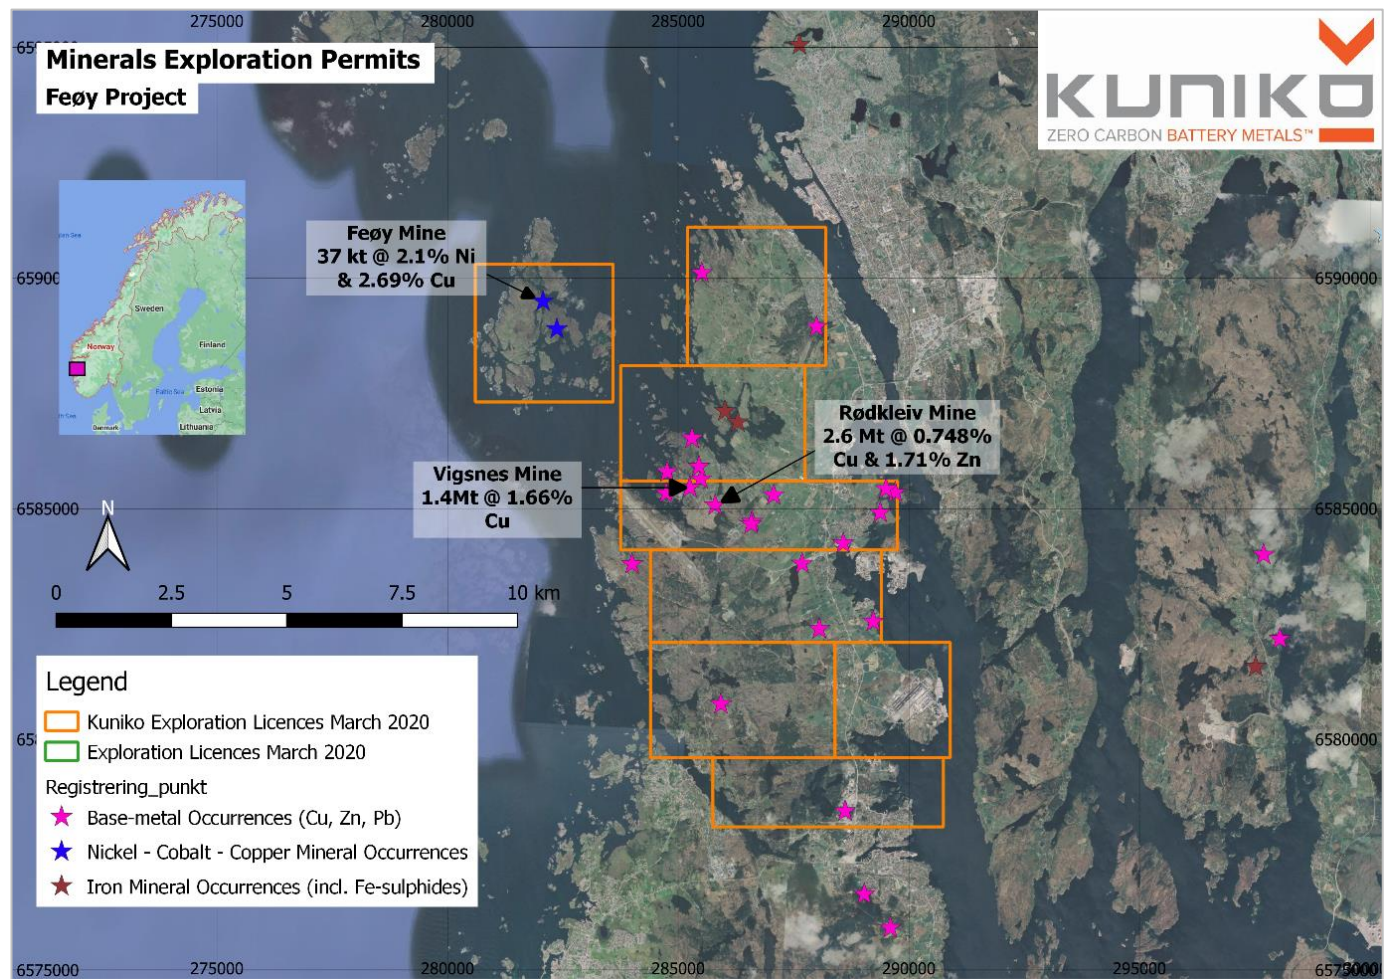 275000 280000 285000 290000
Minerals Exploration Permits
Feøy Project
KUNIKO
ZERO CARBON BATTERY METALS™
Feøy Mine
37 kt @ 2.1% Ni
& 2.69% Cu
6590000
Sweden
Norway
Finland
Baltic Sea
Estonia
Latvia
Denmark
Lithuania
Rødkleiv Mine
2.6 Mt @ 0.748%
Cu & 1.71% Zn
Vigsnes Mine
1.4Mt @ 1.66%
Cu
6585000 6585000
N
0 2.5 5 7.5 10 km
Legend
Kuniko Exploration Licences March 2020
Exploration Licences March 2020
Registrering_punkt
Base-metal Occurrences (Cu, Zn, Pb)
Nickel - Cobalt - Copper Mineral Occurrences
Iron Mineral Occurrences (incl. Fe-sulphides)
6580000
6575000 275000 280000 285000 290000 295000